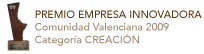 PREMIO EMPRESA INNOVADORA
Comunidad Valenciana 2009
Categoría CREACIÓN